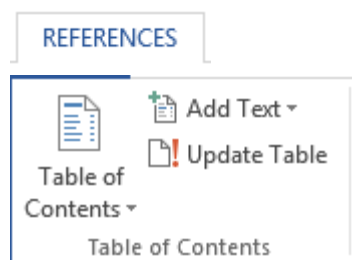 REFERENCES
Add Text
Update Table
Table of
Contents
Table of Contents